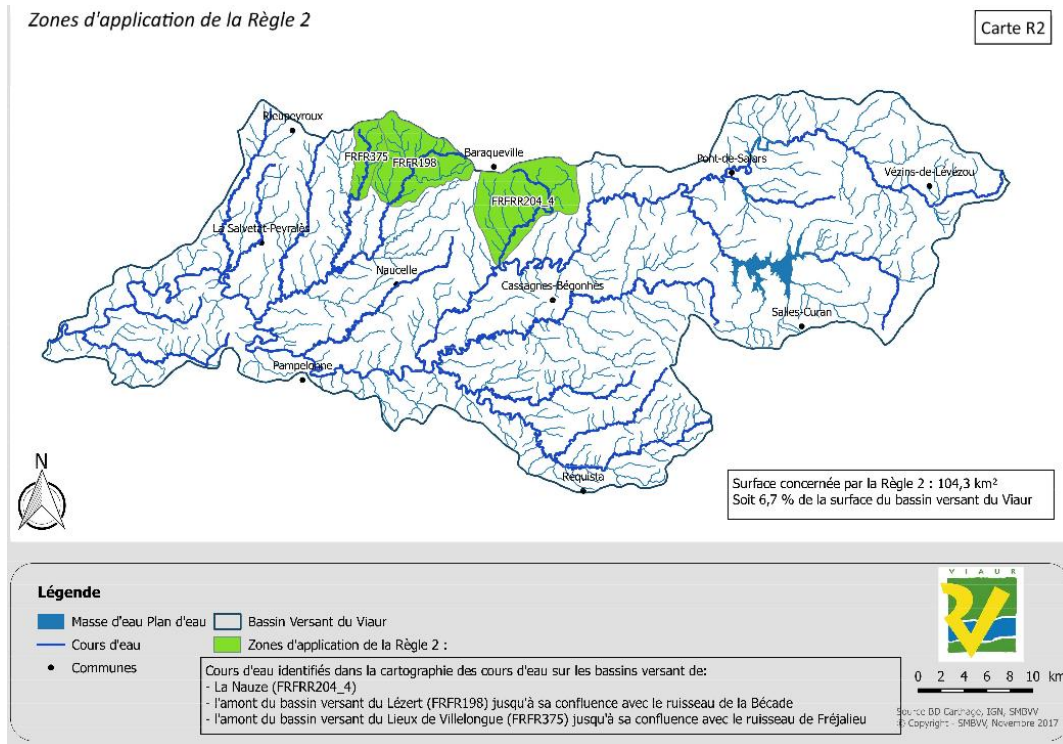 Zones d'application de la Règle 2
Carte R2
Rieupeyroux
Baraqueville
FRFR375
FRFR198
Pont-de-Salars
Vézins-de-Lévézou
FRFRR204_4
La Salvetat-Peyralès
Naucelle
Cassagnes-Bégonhès
Salles-Curan
Pampelonne
Réquista
N
Surface concernée par la Règle 2 : 104,3 km²
Soit 6,7 % de la surface du bassin versant du Viaur
Légende
Masse d'eau Plan d'eau
Bassin Versant du Viaur
Cours d'eau
Zones d'application de la Règle 2 :
Communes
Cours d'eau identifiés dans la cartographie des cours d'eau sur les bassins versant de:
- La Nauze (FRFRR204_4)
- l'amont du bassin versant du Lézert (FRFR198) jusqu'à sa confluence avec le ruisseau de la Bécade
- l'amont du bassin versant du Lieux de Villelongue (FRFR375) jusqu'à sa confluence avec le ruisseau de Fréjalieu
VIAUR
0 2 4 6 8 10 km
Source BD Carthage, IGN, SMBVV
© Copyright - SMBVV, Novembre 2017